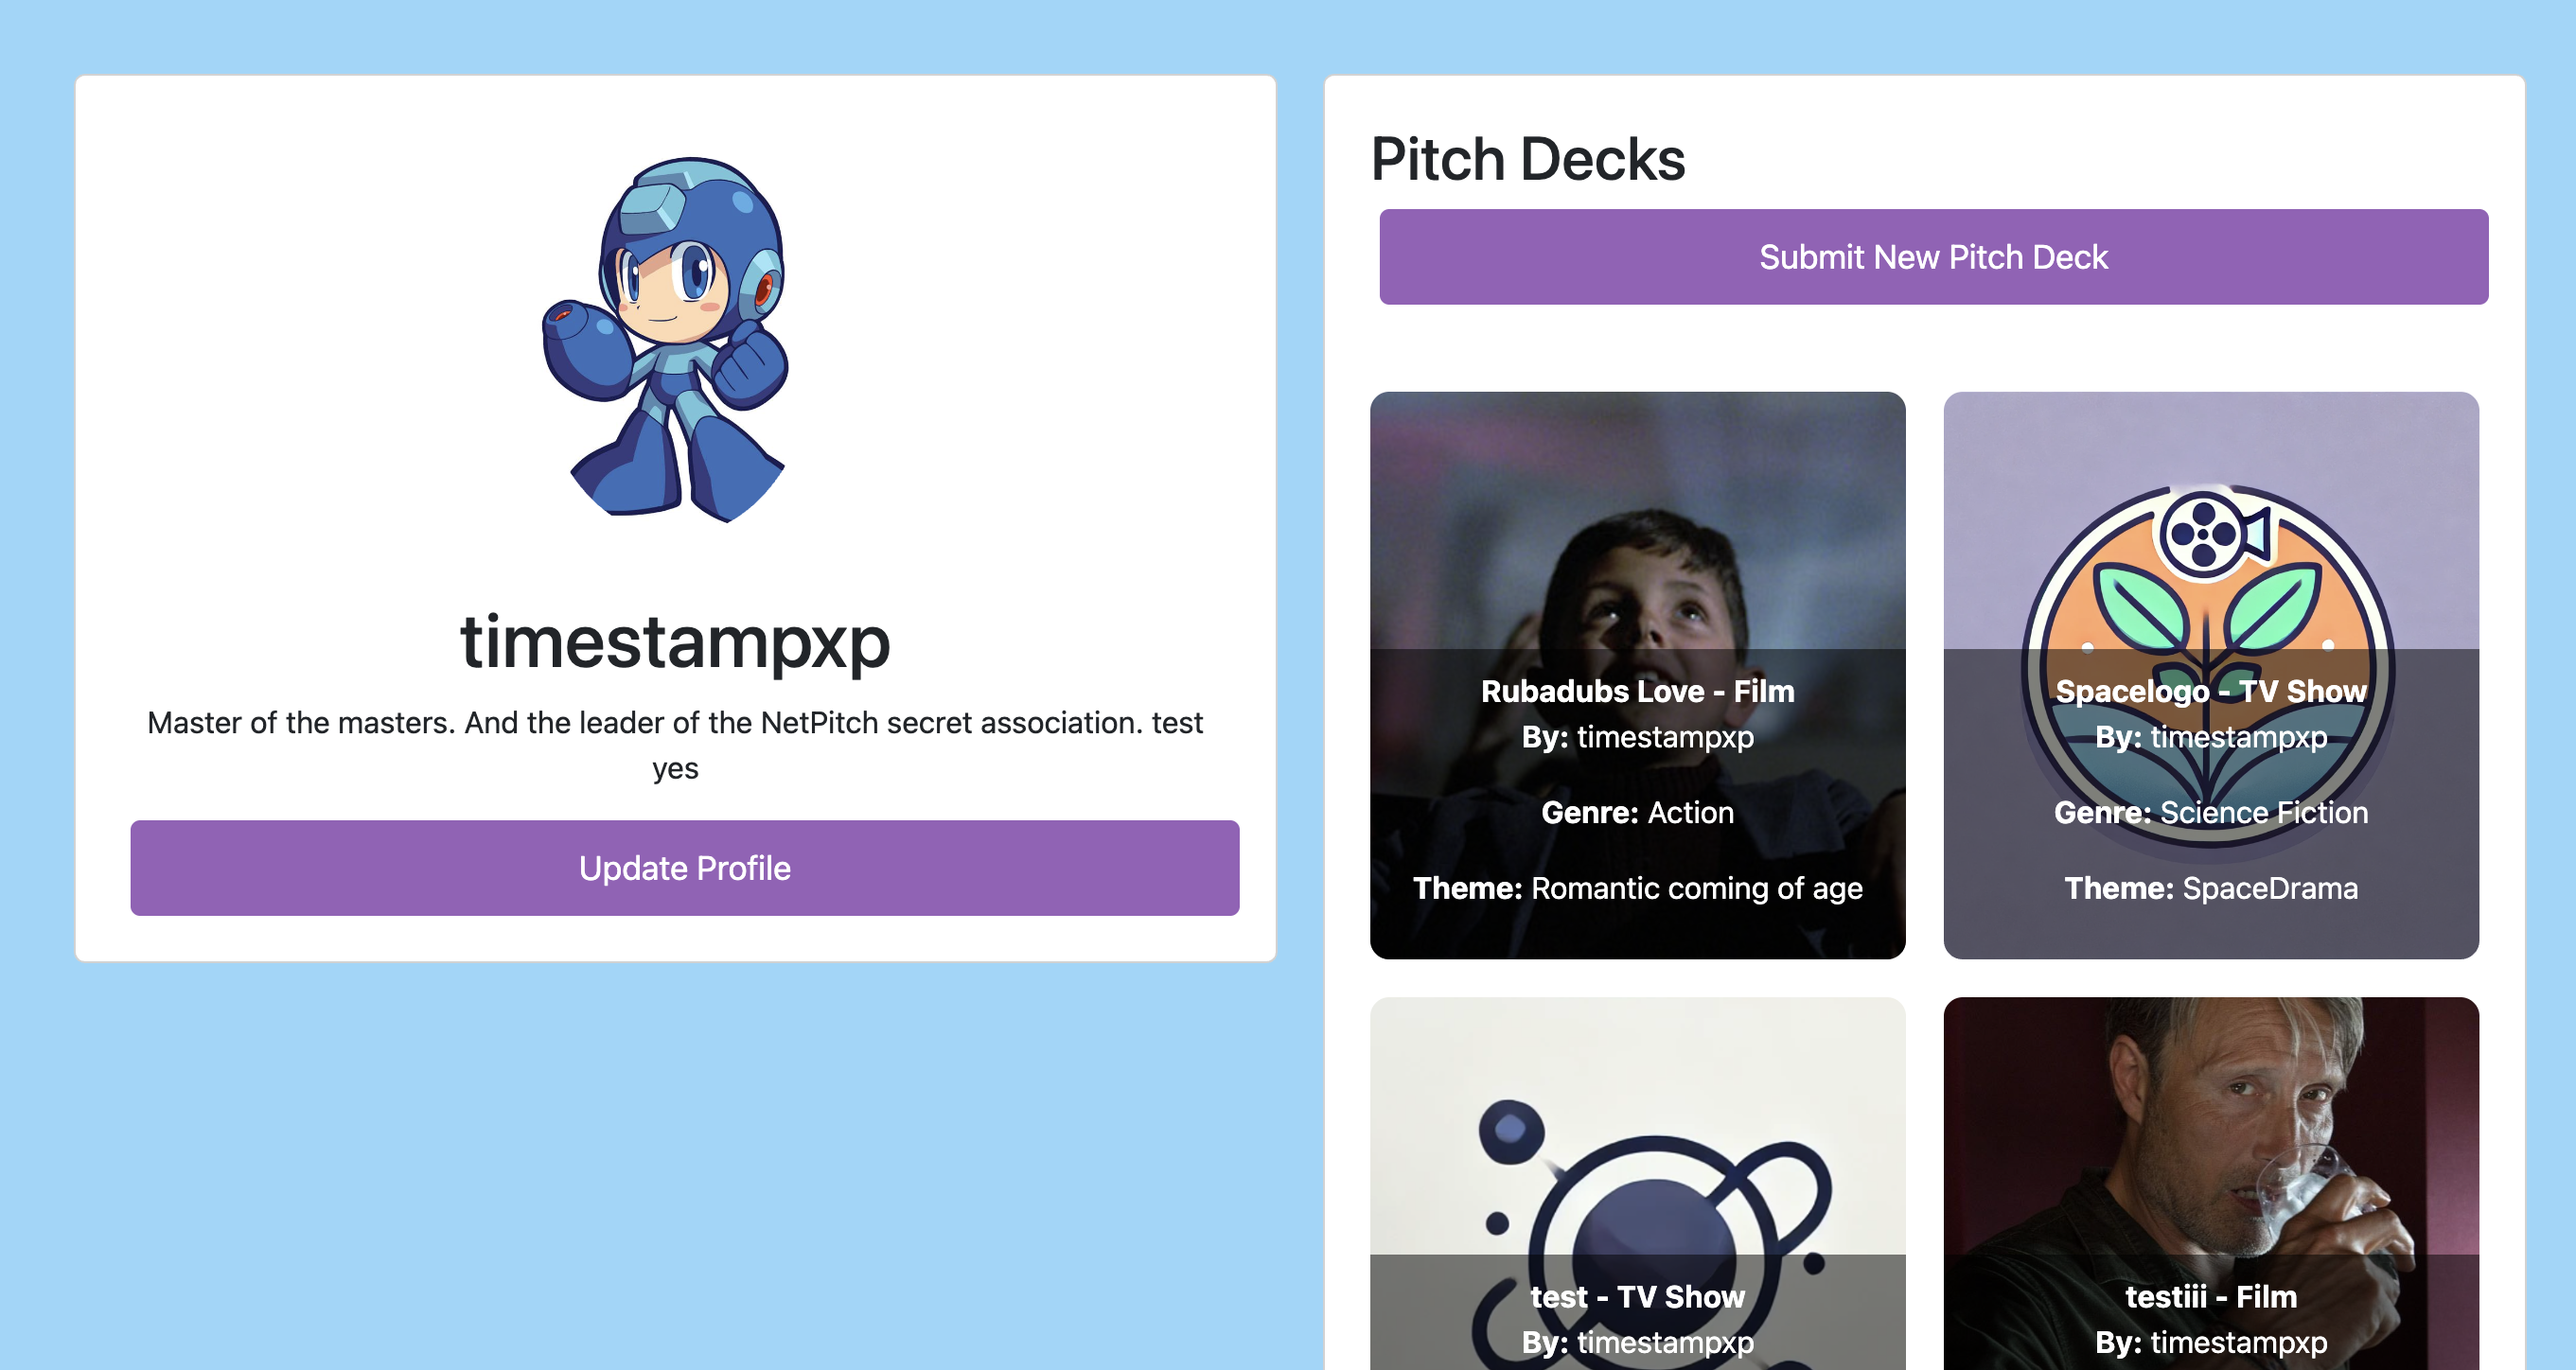 timestampxp
Master of the masters. And the leader of the NetPitch secret association. test
yes
Update Profile
Pitch Decks
Submit New Pitch Deck
Rubadubs Love - Film
By: timestampxp
Genre: Action
Theme: Romantic coming of age
Spacelogo - TV Show
By: timestampxp
Genre: Science Fiction
Theme: SpaceDrama
test - TV Show
By: timestampxp
testiii - Film
By: timestampxp